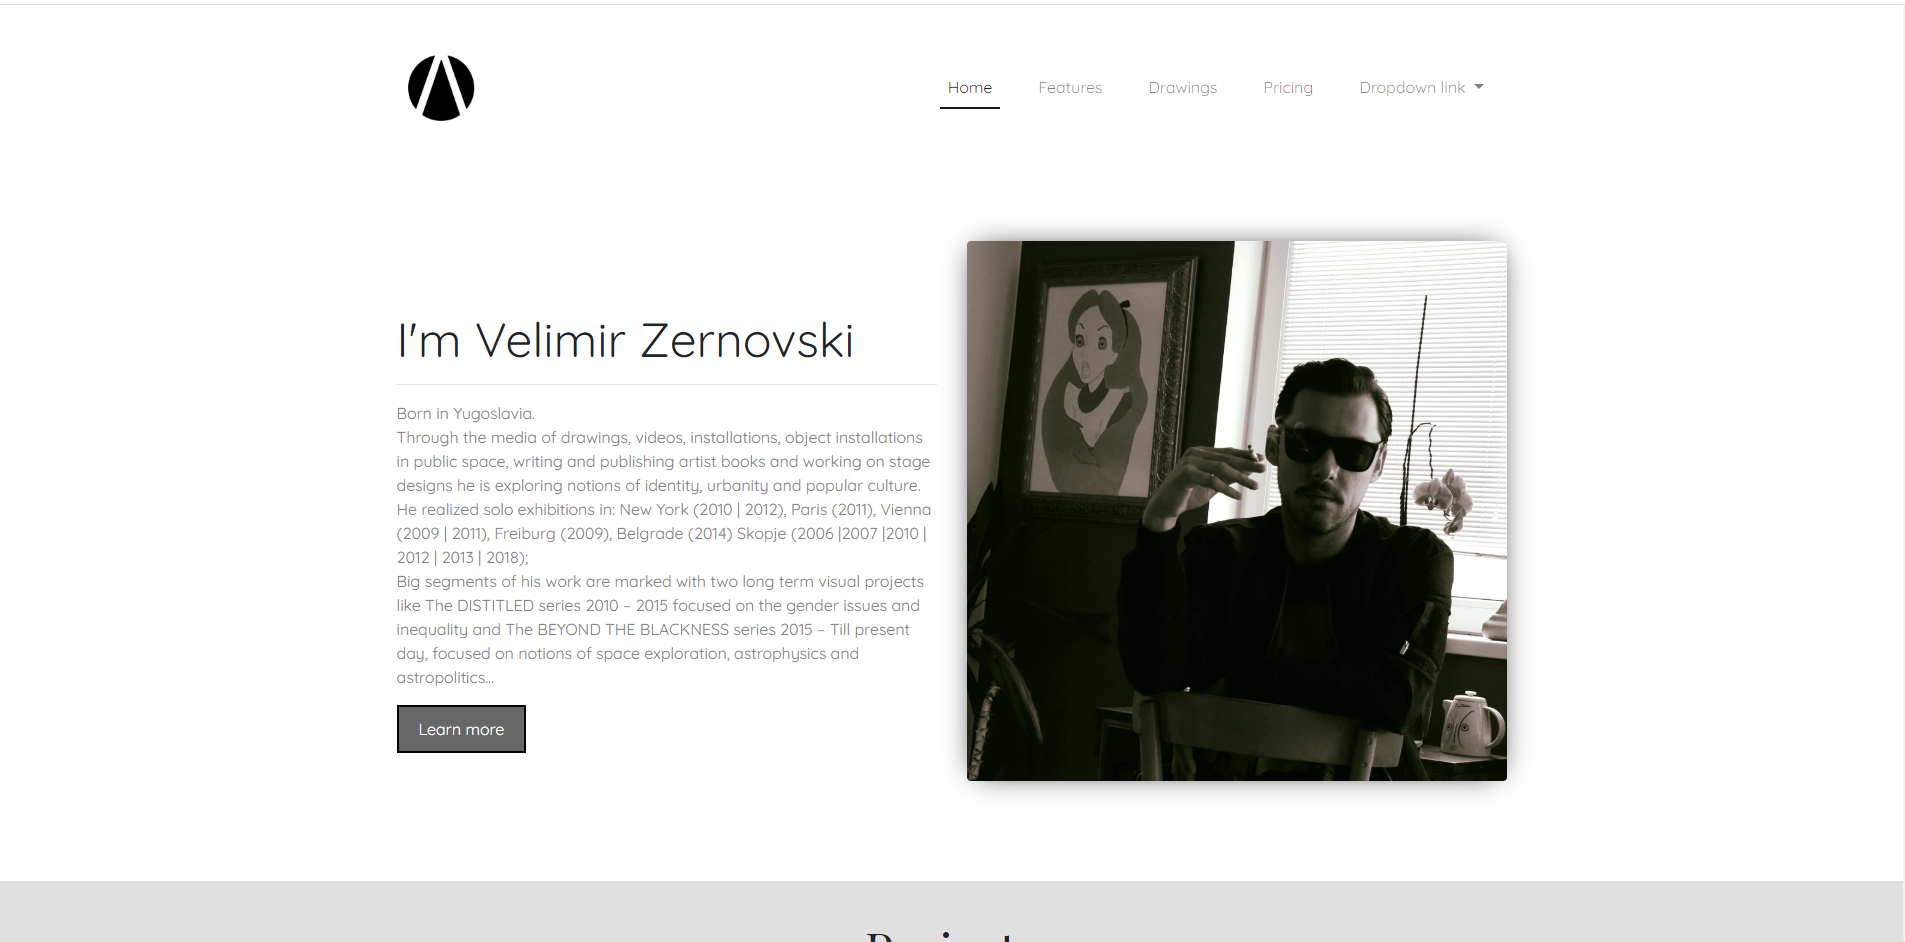 Home Features Drawings Pricing Dropdown link
I'm Velimir Zernovski
Born in Yugoslavia.
Through the media of drawings, videos, installations, object installations
in public space, writing and publishing artist books and working on stage
designs he is exploring notions of identity, urbanity and popular culture.
He realized solo exhibitions in: New York (2010 | 2012), Paris (2011), Vienna
(2009 | 2011), Freiburg (2009), Belgrade (2014) Skopje (2006 |2007 |2010 |
2012 | 2013 | 2018);
Big segments of his work are marked with two long term visual projects
like The DISTITLED series 2010 – 2015 focused on the gender issues and
inequality and The BEYOND THE BLACKNESS series 2015 – Till present
day, focused on notions of space exploration, astrophysics and
astropolitics...
Learn more